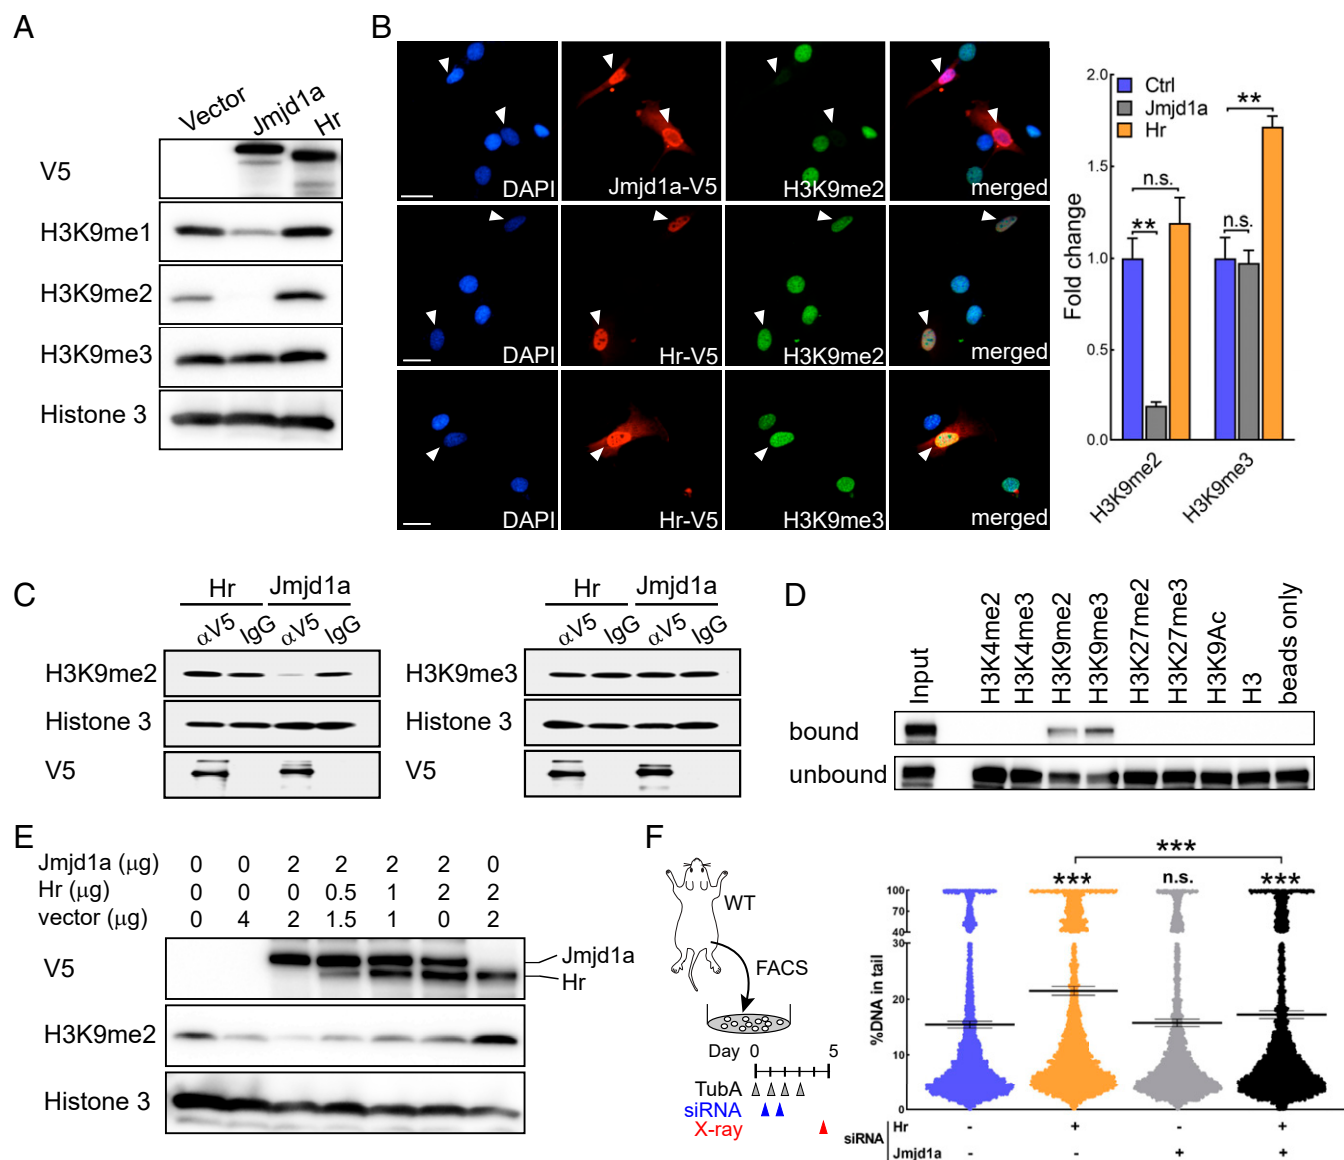 A
Vector Jmjd1a Hr
V5
H3K9me1
H3K9me2
H3K9me3
Histone 3
B
DAPI Jmjd1a-V5 H3K9me2 merged
DAPI Hr-V5 H3K9me2 merged
DAPI Hr-V5 H3K9me3 merged
Ctrl
Jmjd1a
Hr
**
n.s.
**
n.s.
Fold change
2.0
1.5
1.0
0.5
0.0
H3K9me2 H3K9me3
C
Hr Jmjd1a
αV5 IgG αV5 IgG
H3K9me2
Histone 3
V5
Hr Jmjd1a
αV5 IgG αV5 IgG
H3K9me3
Histone 3
V5
D
Input H3K4me2 H3K4me3 H3K9me2 H3K9me3 H3K27me2 H3K27me3 H3K9Ac H3 beads only
bound
unbound
E
Jmjd1a (µg) 0 0 2 2 2 2 0
Hr (µg) 0 0 0 0.5 1 2 2
vector (µg) 0 4 2 1.5 1 0 2
V5
Jmjd1a
Hr
H3K9me2
Histone 3
F
WT
FACS
Day 0 5
TubA
siRNA
X-ray
***
*** n.s. ***
%DNA in tail
100
70
40
30
20
10
0
siRNA
Hr - + - +
Jmjd1a - - + +